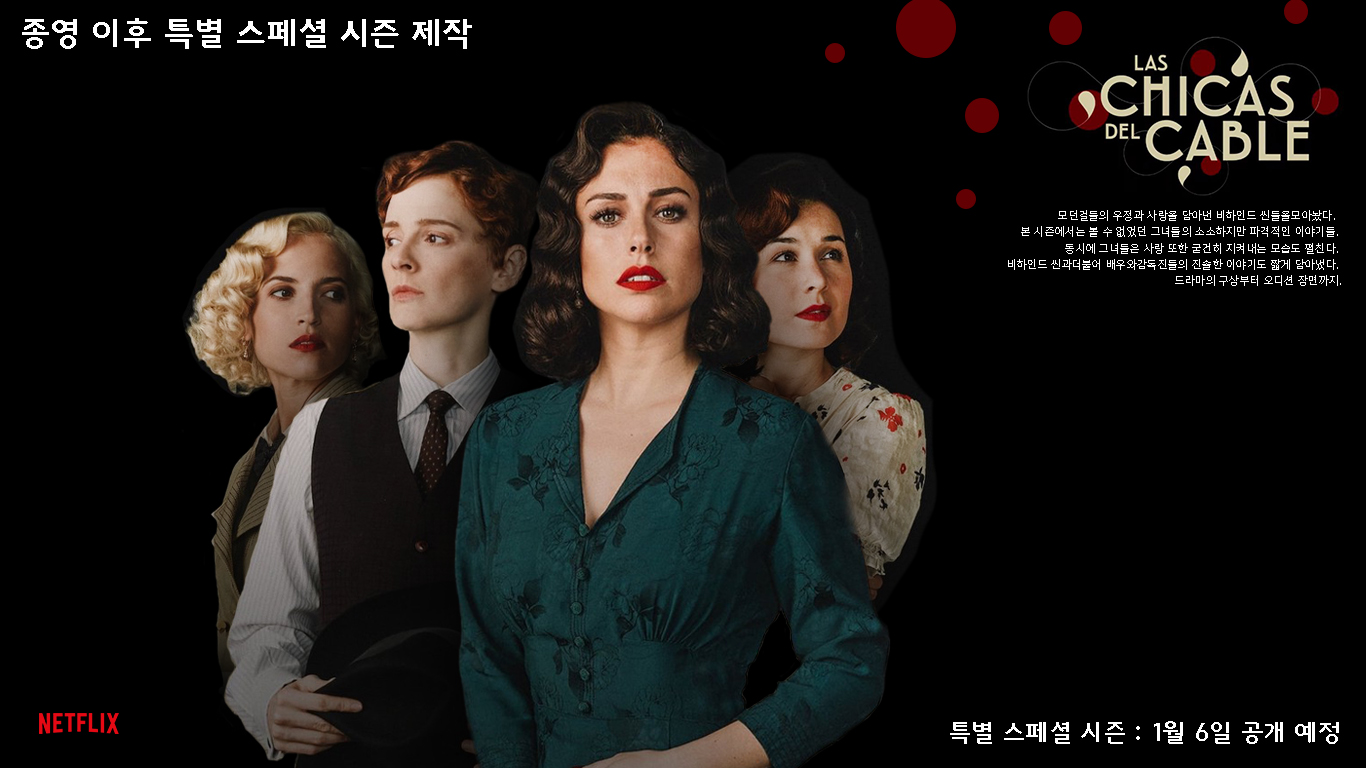 종영 이후 특별 스페셜 시즌 제작
LAS
CHICAS
DEL CABLE
모던걸들의 우정과 사랑을 담아낸 비하인드 씬들을모아놨다.
본 시즌에서는 볼 수 없었던 그녀들의 소소하지만 파격적인 이야기들.
동시에 그녀들은 사랑 또한 굳건히 지켜내는 모습도 펼친다.
비하인드 씬과더불어 배우와감독진들의 진솔한 이야기도 짧게 담아냈다.
드라마의 구상부터 오디션 장면까지.
NETFLIX
특별 스페셜 시즌 : 1월 6일 공개 예정